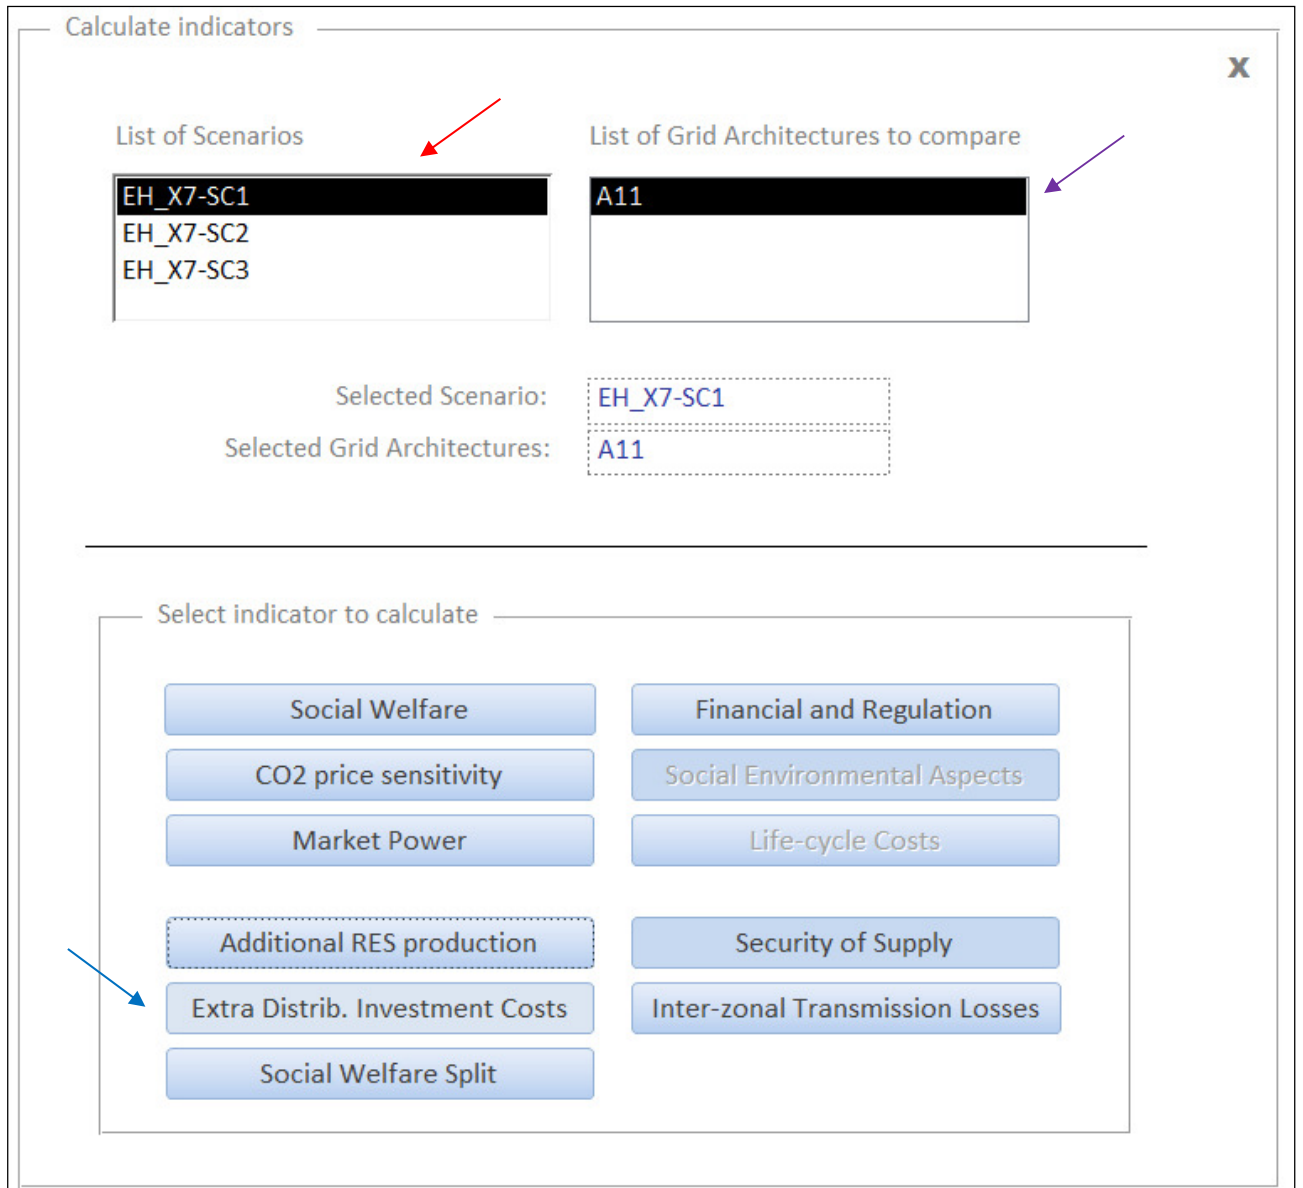 Calculate indicators
X
List of Scenarios
List of Grid Architectures to compare
EH_X7-SC1
EH_X7-SC2
EH_X7-SC3
A11
Selected Scenario:
EH_X7-SC1
Selected Grid Architectures:
A11
Select indicator to calculate
Social Welfare
Financial and Regulation
CO2 price sensitivity
Social Environmental Aspects
Market Power
Life-cycle Costs
Additional RES production
Security of Supply
Extra Distrib. Investment Costs
Inter-zonal Transmission Losses
Social Welfare Split